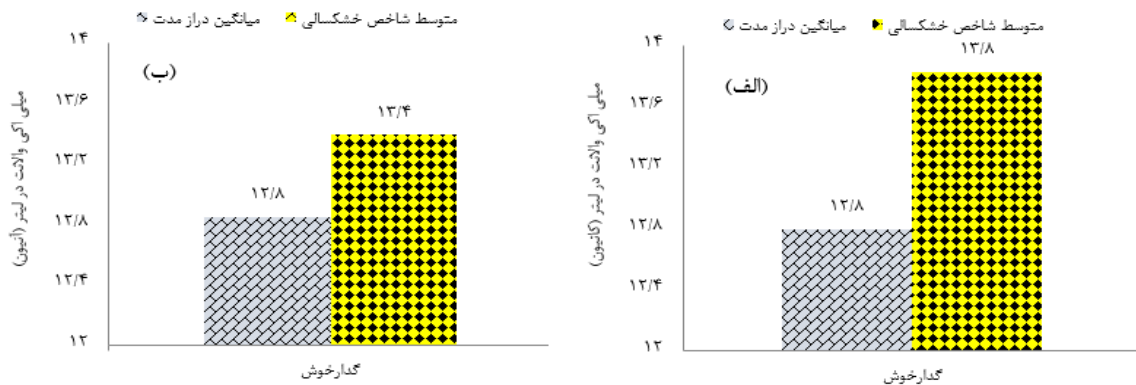 میانگین دراز مدت متوسط شاخص خشکسالی
(الف)
میلی اکی والانت در لیتر (کاتیون)
۱۴
۱۳/۶
۱۳/۲
۱۲/۸
۱۲/۴
۱۲
۱۲/۸
۱۳/۸
گدارخوش
میانگین دراز مدت متوسط شاخص خشکسالی
(ب)
میلی اکی والانت در لیتر (آنیون)
۱۴
۱۳/۶
۱۳/۲
۱۲/۸
۱۲/۴
۱۲
۱۲/۸
۱۳/۴
گدارخوش